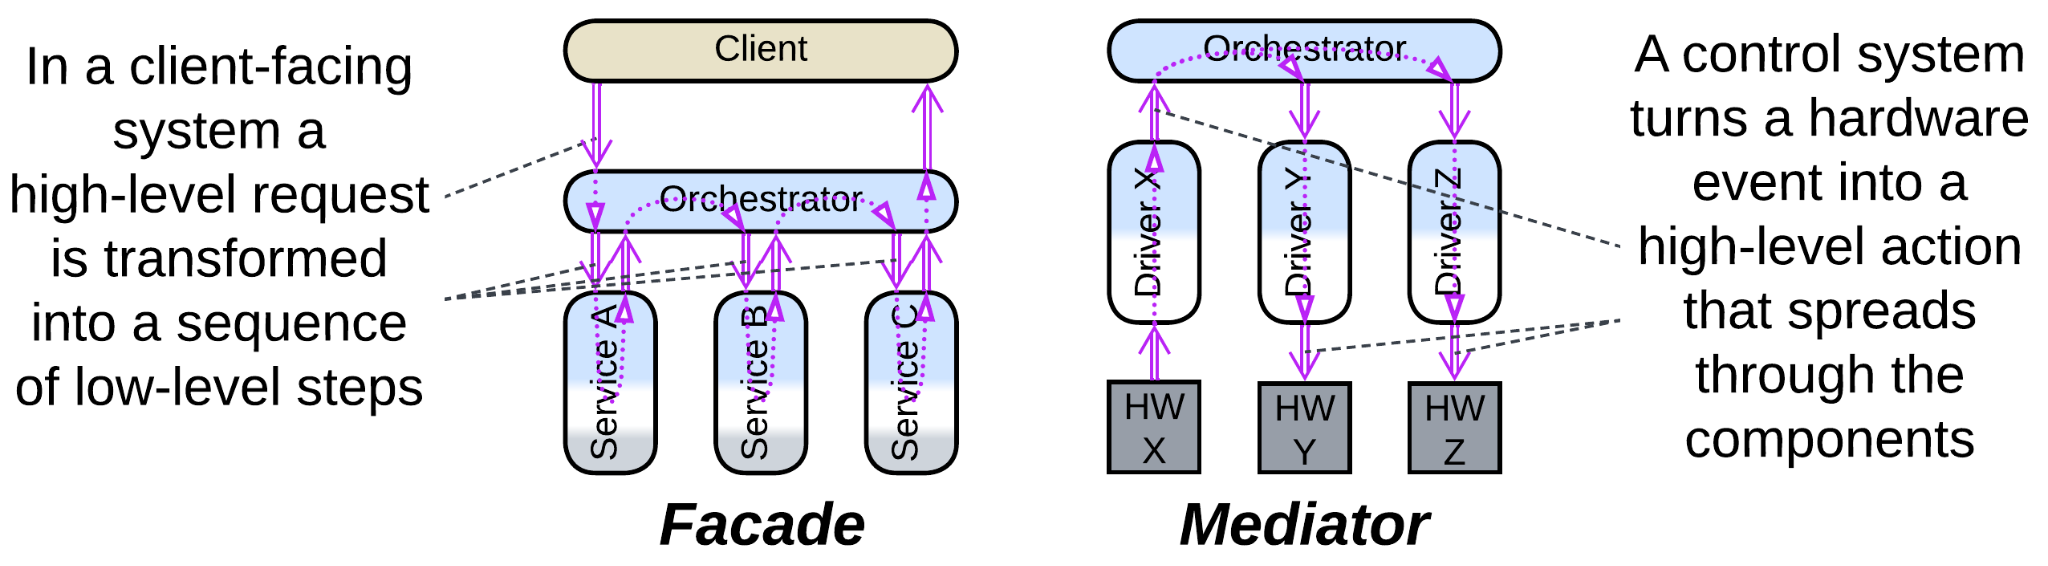 In a client-facing
system a
high-level request
is transformed
into a sequence
of low-level steps
Client
Orchestrator
Service A
Service B
Service C
Facade
Orchestrator
Driver X
Driver Y
Driver Z
HW
X
HW
Y
HW
Z
Mediator
A control system
turns a hardware
event into a
high-level action
that spreads
through the
components